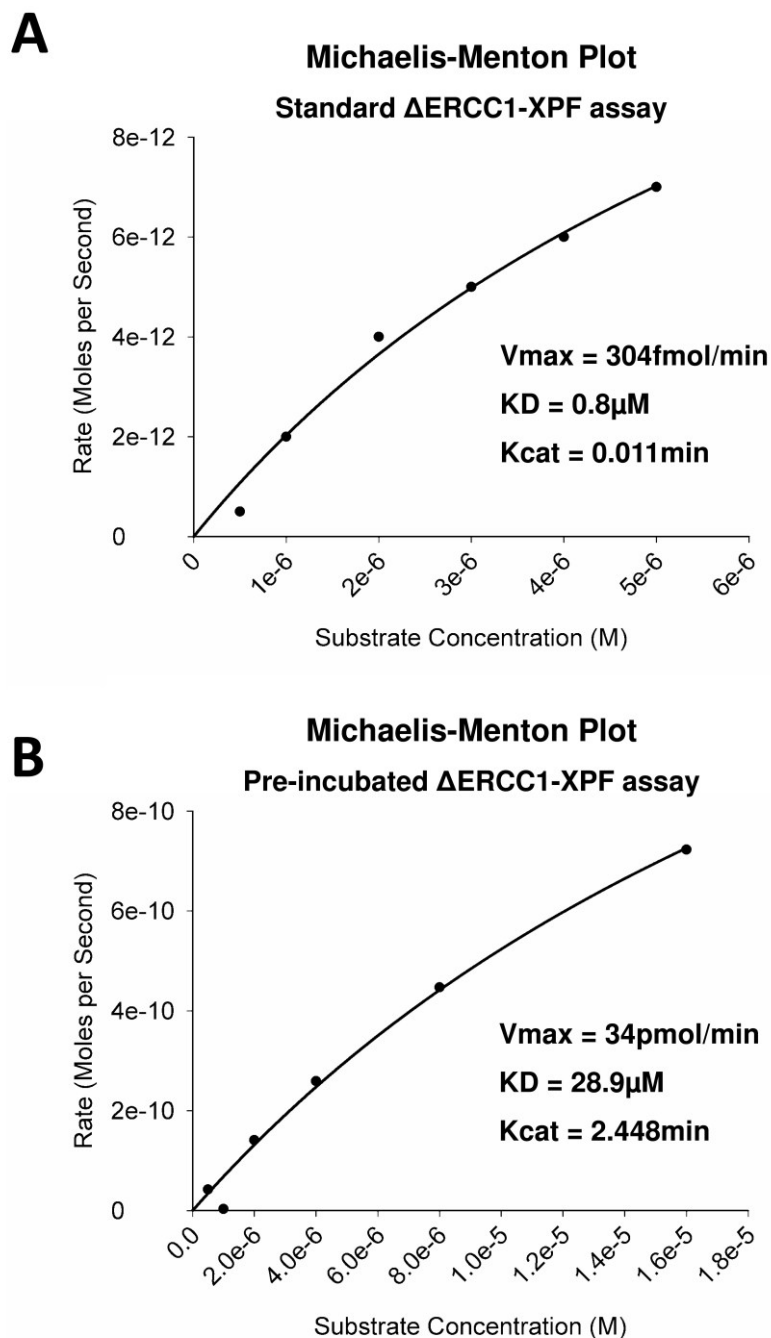 A
Michaelis-Menton Plot
Standard ΔERCC1-XPF assay
8e-12
6e-12
4e-12
2e-12
0
Rate (Moles per Second)
Vmax = 304fmol/min
KD = 0.8µM
Kcat = 0.011min
0
1e-6
2e-6
3e-6
4e-6
5e-6
6e-6
Substrate Concentration (M)
B
Michaelis-Menton Plot
Pre-incubated ΔERCC1-XPF assay
8e-10
6e-10
4e-10
2e-10
0
Rate (Moles per Second)
Vmax = 34pmol/min
KD = 28.9µM
Kcat = 2.448min
0.0
2.0e-6
4.0e-6
6.0e-6
8.0e-6
1.0e-5
1.2e-5
1.4e-5
1.6e-5
1.8e-5
Substrate Concentration (M)